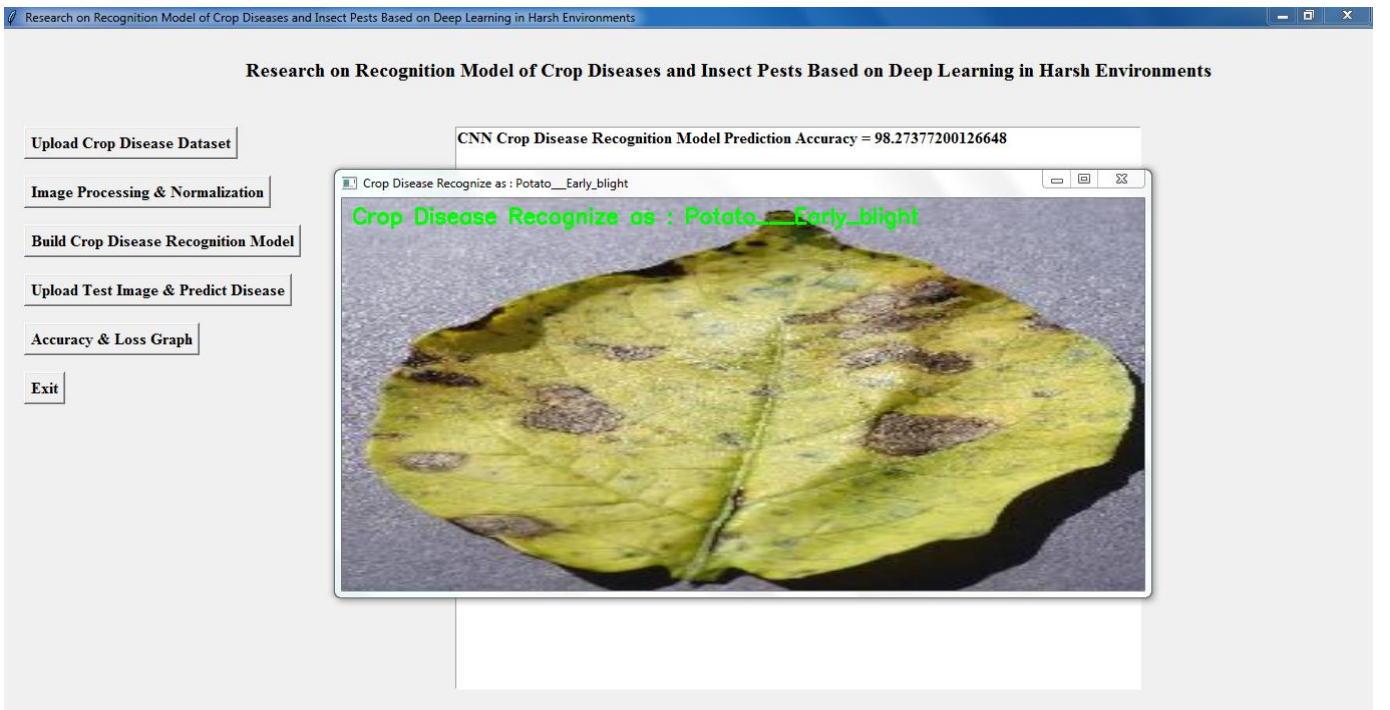 Research on Recognition Model of Crop Diseases and Insect Pests Based on Deep Learning in Harsh Environments
Research on Recognition Model of Crop Diseases and Insect Pests Based on Deep Learning in Harsh Environments
Upload Crop Disease Dataset
Image Processing & Normalization
Build Crop Disease Recognition Model
Upload Test Image & Predict Disease
Accuracy & Loss Graph
Exit
CNN Crop Disease Recognition Model Prediction Accuracy = 98.27377200126648
Crop Disease Recognize as : Potato___Early_blight
Crop Disease Recognize as : Potato___Early_blight